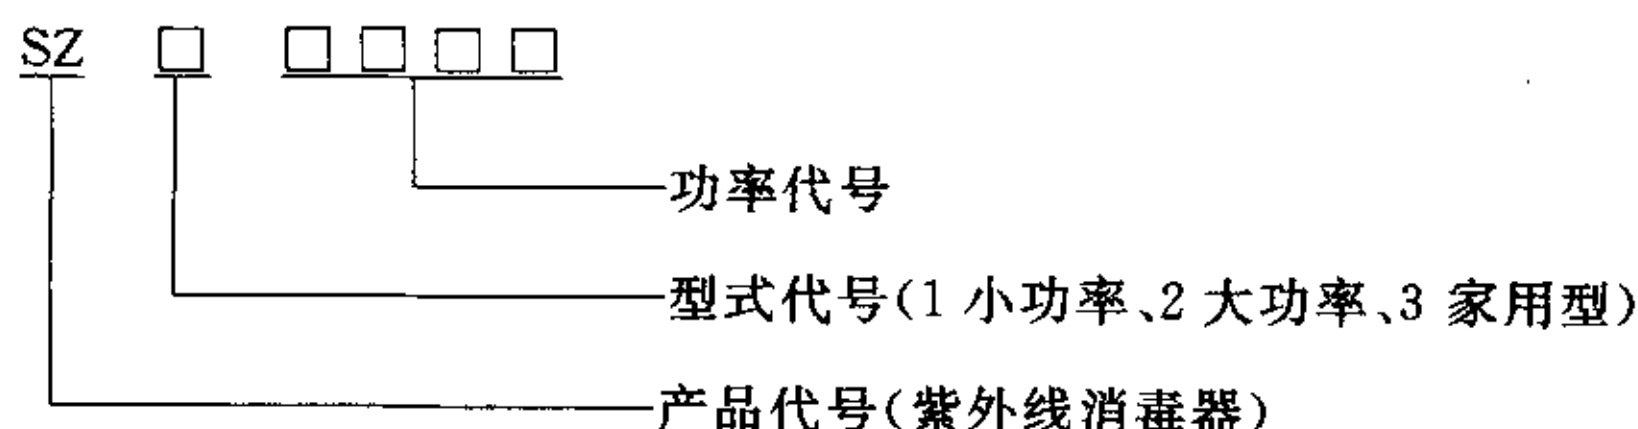 SZ □ □ □ □ □
功率代号
型式代号(1 小功率、2 大功率、3 家用型)
产品代号(紫外线消毒器)